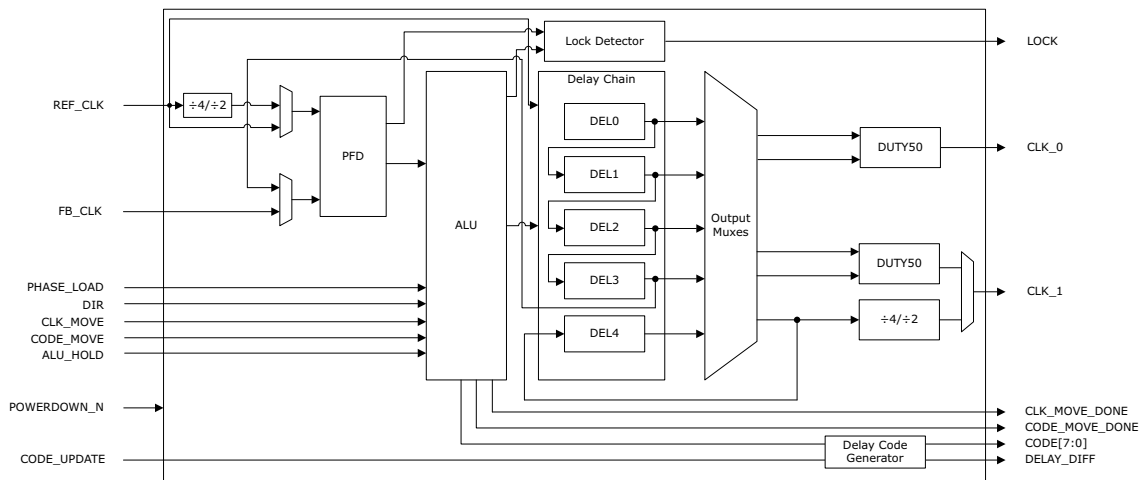 Lock Detector
LOCK
Delay Chain
REF_CLK
÷4/÷2
PFD
DEL0
DUTY50
CLK_0
DEL1
FB_CLK
ALU
DEL2
Output
Muxes
DUTY50
DEL3
PHASE_LOAD
DIR
CLK_MOVE
CODE_MOVE
ALU_HOLD
CLK_1
÷4/÷2
DEL4
POWERDOWN_N
CLK_MOVE_DONE
CODE_MOVE_DONE
CODE_UPDATE
Delay Code
Generator
CODE[7:0]
DELAY_DIFF